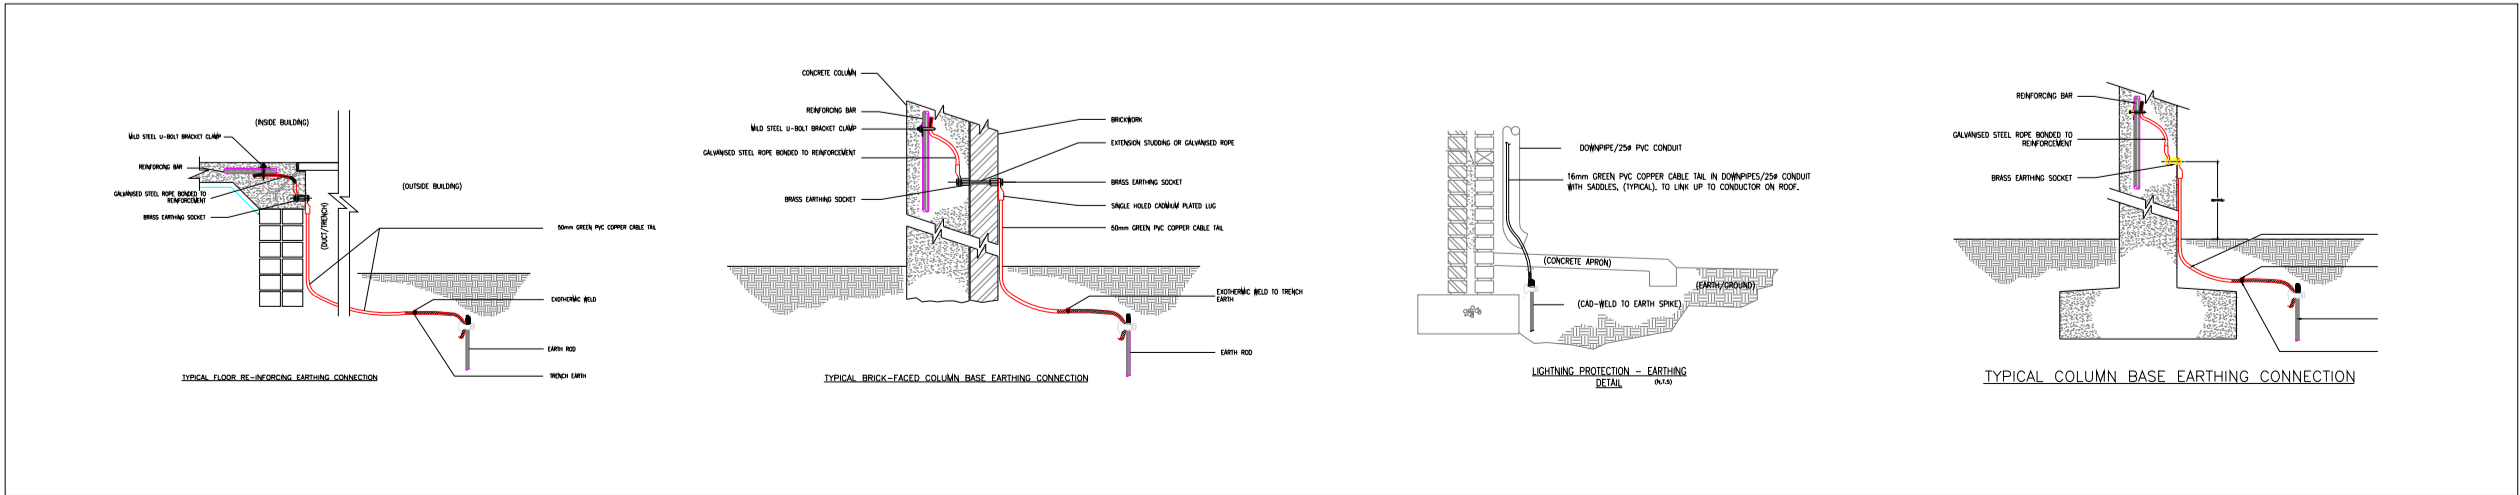 (INSIDE BUILDING)
MILD STEEL U-BOLT BRACKET CLAMP
REINFORCING BAR
(OUTSIDE BUILDING)
GALVANISED STEEL ROPE BONDED TO
REINFORCEMENT
BRASS EARTHING SOCKET
(DUCT/TRENCH)
50mm GREEN PVC COPPER CABLE TAIL
EXOTHERMIC WELD
EARTH ROD
TRENCH EARTH
TYPICAL FLOOR RE-INFORCING EARTHING CONNECTION
CONCRETE COLUMN
REINFORCING BAR
MILD STEEL U-BOLT BRACKET CLAMP
GALVANISED STEEL ROPE BONDED TO REINFORCEMENT
BRASS EARTHING SOCKET
BRICKWORK
EXTENSION STUDDING OR GALVANISED ROPE
BRASS EARTHING SOCKET
SINGLE HOLED CADMIUM PLATED LUG
50mm GREEN PVC COPPER CABLE TAIL
EXOTHERMIC WELD TO TRENCH
EARTH
EARTH ROD
TYPICAL BRICK-FACED COLUMN BASE EARTHING CONNECTION
DOWNPIPE/25ø PVC CONDUIT
16mm GREEN PVC COPPER CABLE TAIL IN DOWNPIPES/25ø CONDUIT
WITH SADDLES, (TYPICAL). TO LINK UP TO CONDUCTOR ON ROOF.
(CONCRETE APRON)
(EARTH/GROUND)
(CAD-WELD TO EARTH SPIKE)
LIGHTNING PROTECTION - EARTHING
DETAIL (N.T.S)
REINFORCING BAR
GALVANISED STEEL ROPE BONDED TO
REINFORCEMENT
BRASS EARTHING SOCKET
TYPICAL COLUMN BASE EARTHING CONNECTION